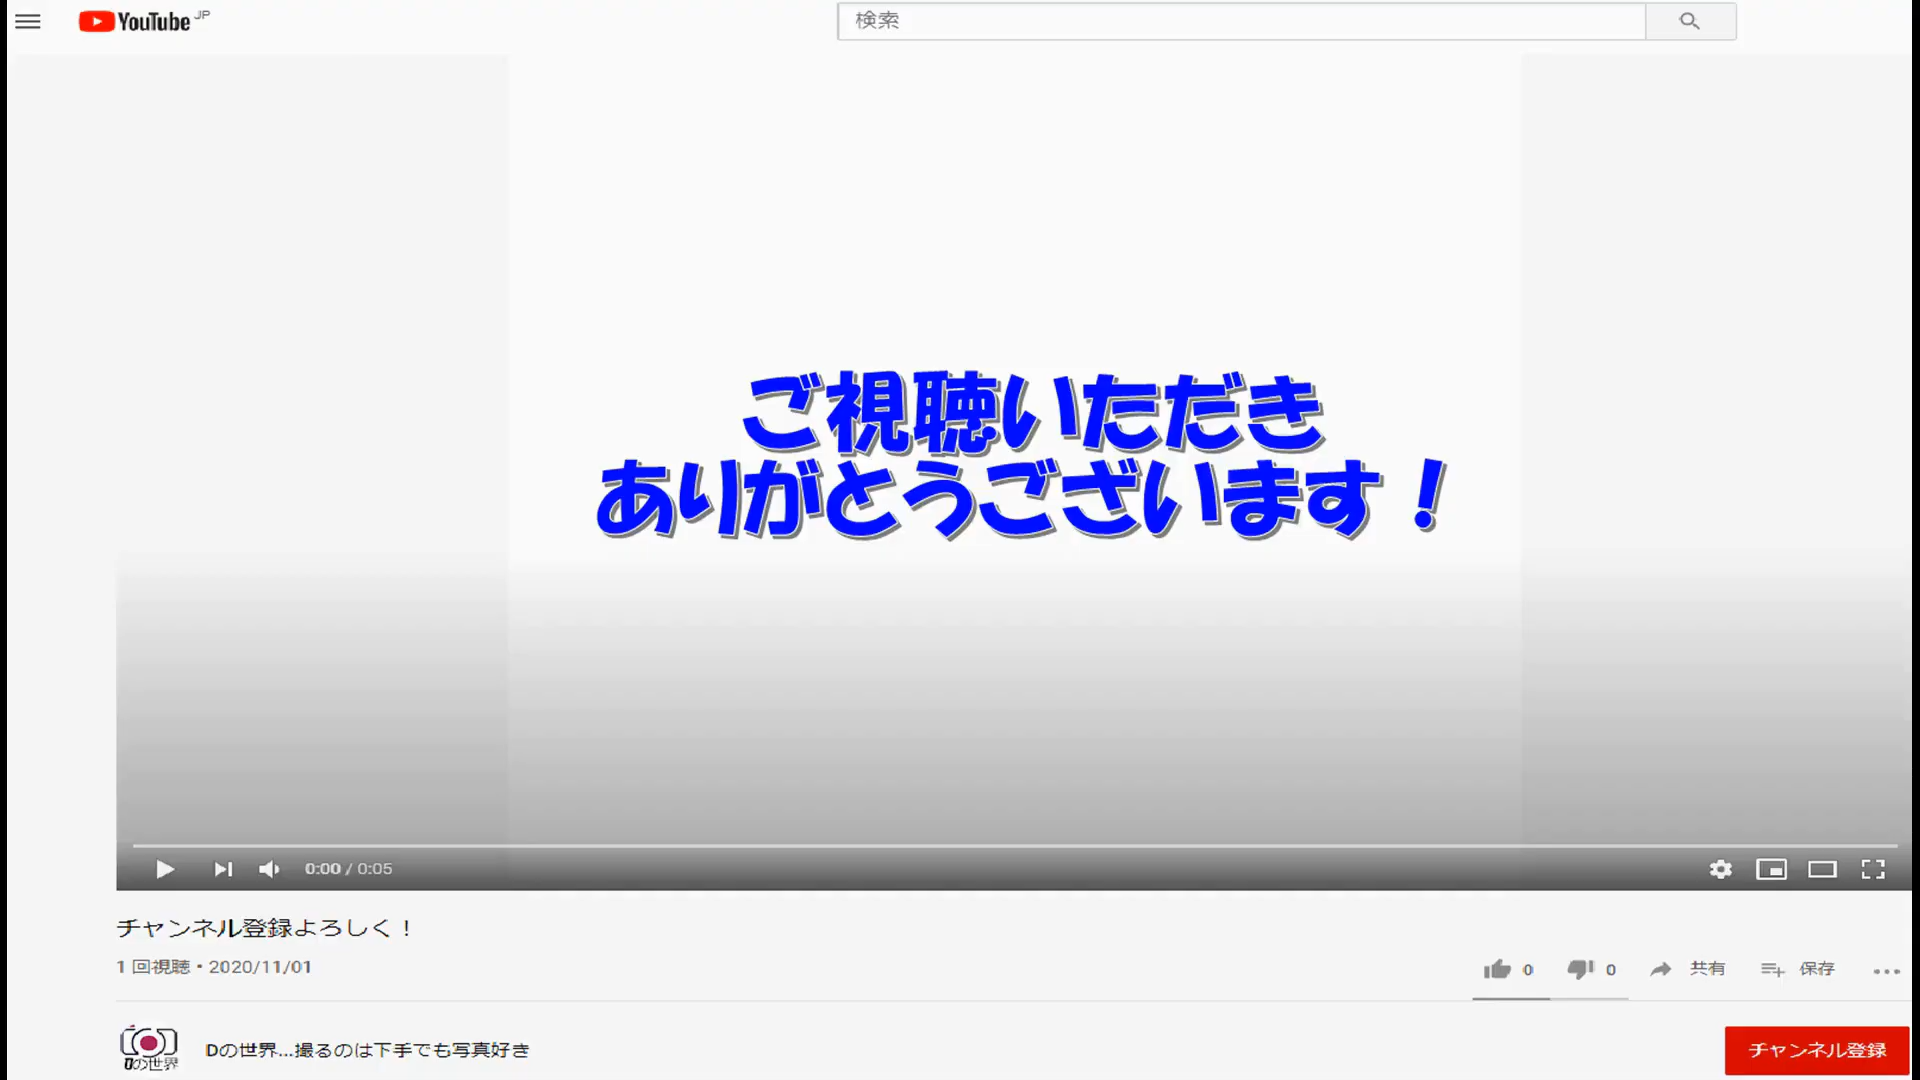 YouTube JP
検索
ご視聴いただき
ありがとうございます！
0:00 / 0:05
チャンネル登録よろしく！
1 回視聴・2020/11/01
0
0
共有
保存
Dの世界
Dの世界...撮るのは下手でも写真好き
チャンネル登録